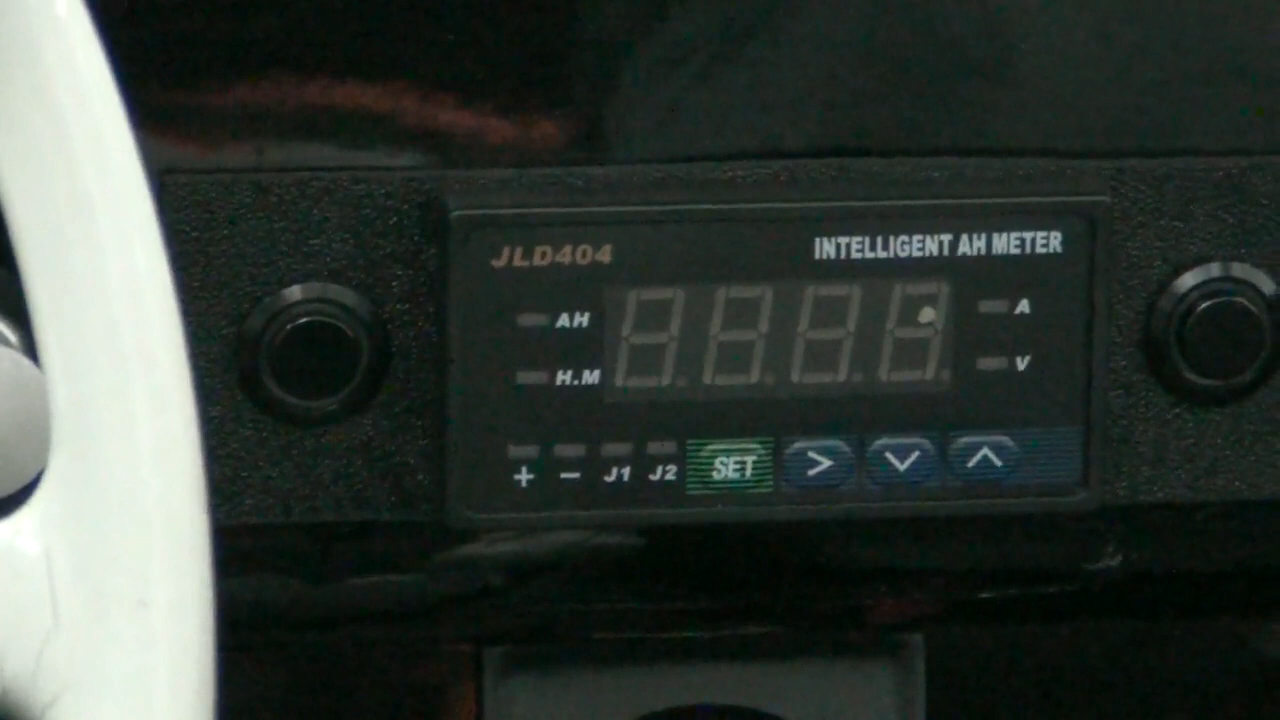 JLD404
INTELLIGENT AH METER
AH
A
H.M
V
+ − J1 J2 SET > ∨ ∧